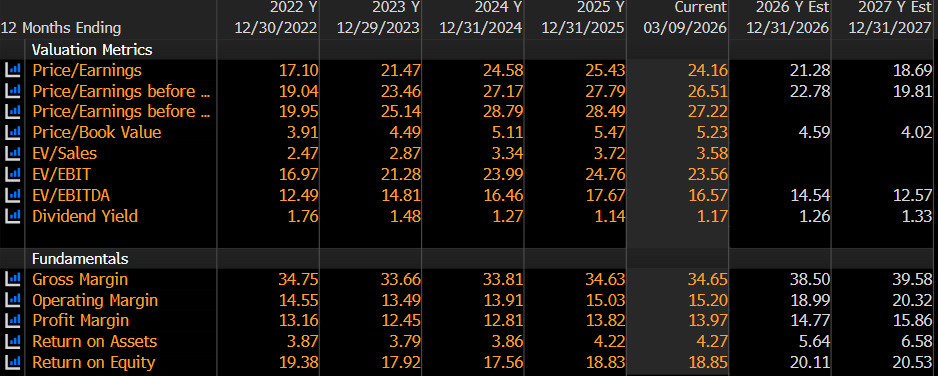 2022 Y 2023 Y 2024 Y 2025 Y Current 2026 Y Est 2027 Y Est
12 Months Ending 12/30/2022 12/29/2023 12/31/2024 12/31/2025 03/09/2026 12/31/2026 12/31/2027
Valuation Metrics
Price/Earnings 17.10 21.47 24.58 25.43 24.16 21.28 18.69
Price/Earnings before ... 19.04 23.46 27.17 27.79 26.51 22.78 19.81
Price/Earnings before ... 19.95 25.14 28.79 28.49 27.22
Price/Book Value 3.91 4.49 5.11 5.47 5.23 4.59 4.02
EV/Sales 2.47 2.87 3.34 3.72 3.58
EV/EBIT 16.97 21.28 23.99 24.76 23.56
EV/EBITDA 12.49 14.81 16.46 17.67 16.57 14.54 12.57
Dividend Yield 1.76 1.48 1.27 1.14 1.17 1.26 1.33
Fundamentals
Gross Margin 34.75 33.66 33.81 34.63 34.65 38.50 39.58
Operating Margin 14.55 13.49 13.91 15.03 15.20 18.99 20.32
Profit Margin 13.16 12.45 12.81 13.82 13.97 14.77 15.86
Return on Assets 3.87 3.79 3.86 4.22 4.27 5.64 6.58
Return on Equity 19.38 17.92 17.56 18.83 18.85 20.11 20.53